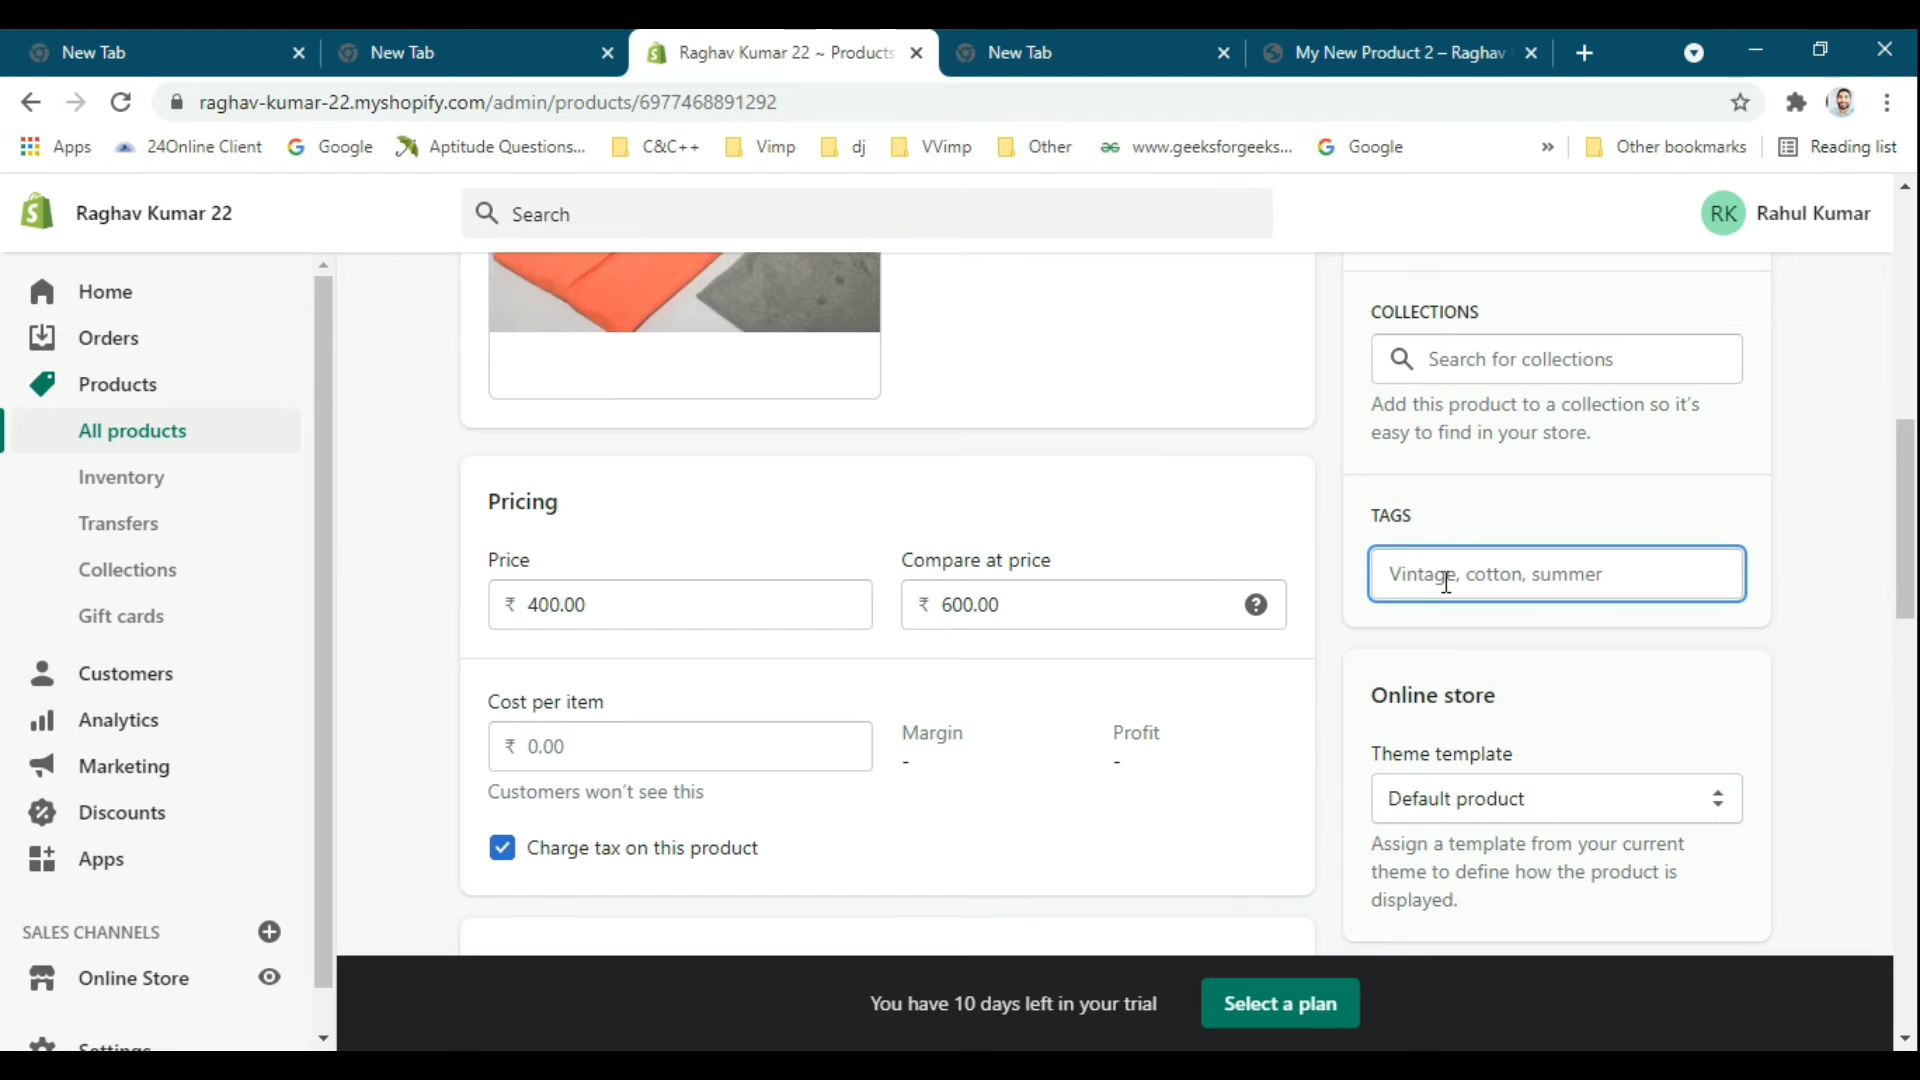 New Tab
New Tab
Raghav Kumar 22 ~ Products
New Tab
My New Product 2 – Raghav
raghav-kumar-22.myshopify.com/admin/products/6977468891292
Apps
24Online Client
Google
Aptitude Questions...
C&C++
Vimp
dj
VVimp
Other
www.geeksforgeeks...
Google
»
Other bookmarks
Reading list
Raghav Kumar 22
Search
RK
Rahul Kumar
Home
Orders
Products
All products
Inventory
Transfers
Collections
Gift cards
Customers
Analytics
Marketing
Discounts
Apps
SALES CHANNELS
Online Store
Settings
Pricing
Price
₹ 400.00
Compare at price
₹ 600.00
Cost per item
₹ 0.00
Customers won't see this
Margin
-
Profit
-
Charge tax on this product
COLLECTIONS
Search for collections
Add this product to a collection so it's
easy to find in your store.
TAGS
Vintage, cotton, summer
Online store
Theme template
Default product
Assign a template from your current
theme to define how the product is
displayed.
You have 10 days left in your trial
Select a plan